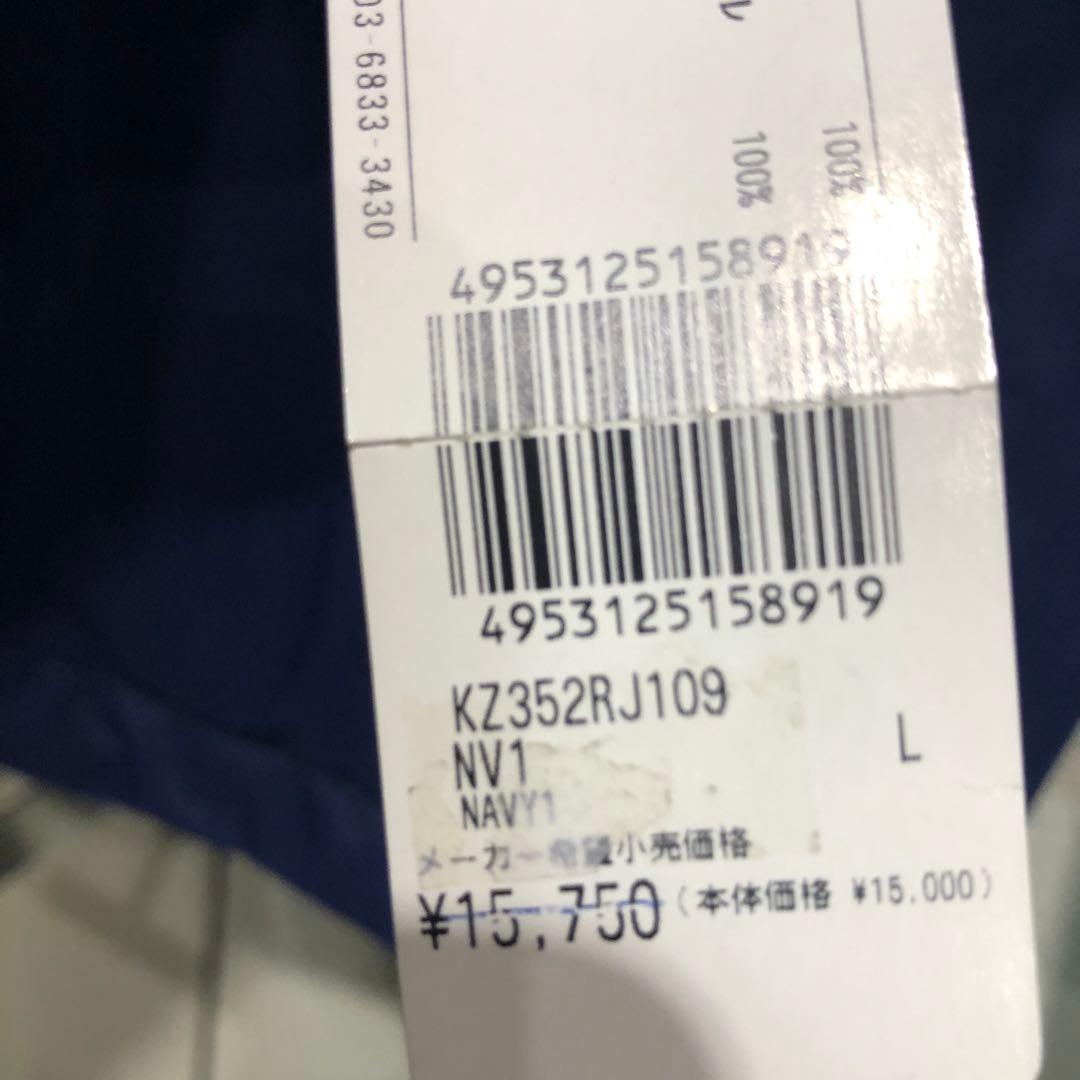 03-6833-3430
ル
100%
100%
4953125158919
4953125158919
KZ352RJ109
NV1
L
NAVY1
メーカー希望小売価格
¥15,750(本体価格 ¥15,000)